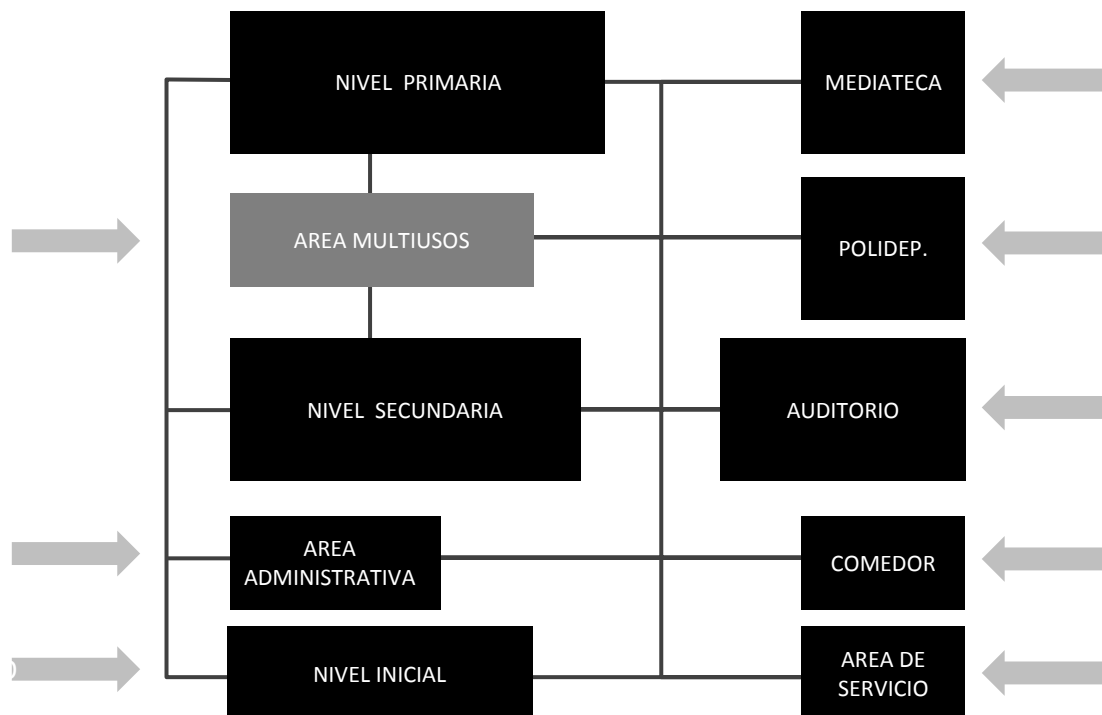 NIVEL PRIMARIA
MEDIATECA
AREA MULTIUSOS
POLIDEP.
NIVEL SECUNDARIA
AUDITORIO
AREA
ADMINISTRATIVA
COMEDOR
NIVEL INICIAL
AREA DE
SERVICIO